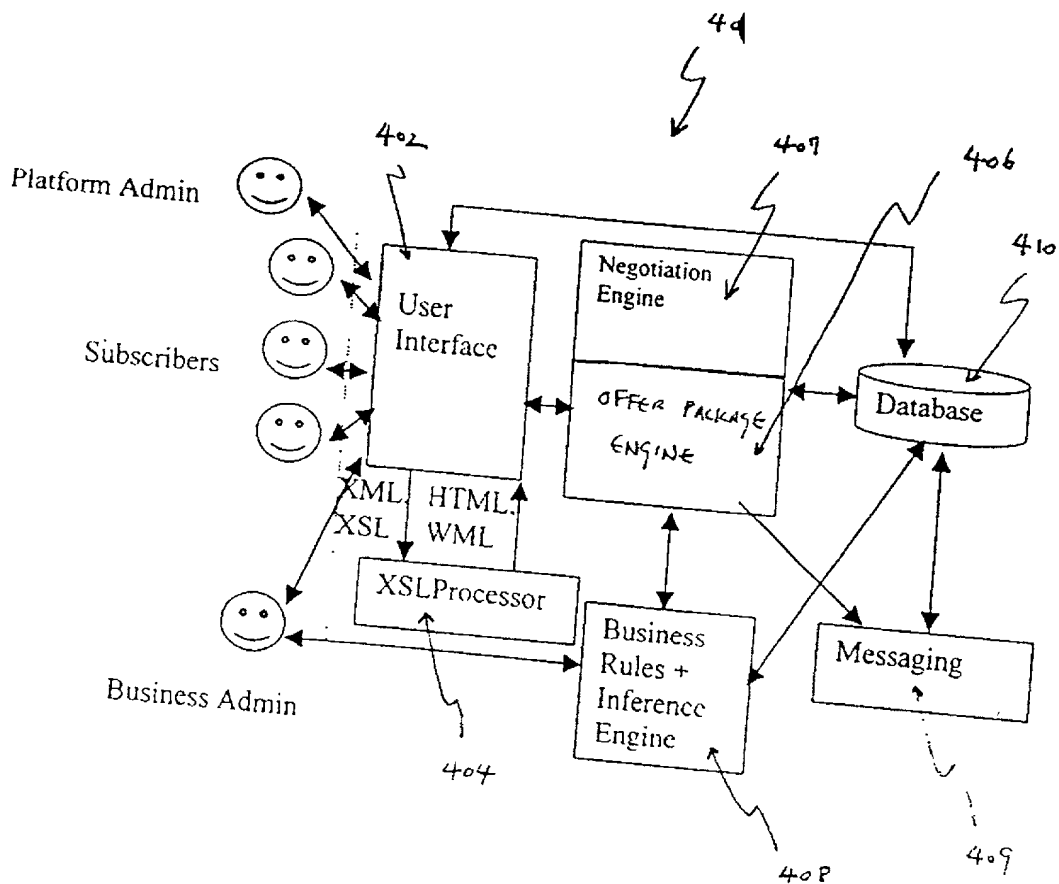 40
402
407
406
410
Platform Admin
Subscribers
Business Admin
User
Interface
Negotiation
Engine
OFFER PACKAGE
ENGINE
Database
XML,
XSL
HTML,
WML
XSLProcessor
Business
Rules +
Inference
Engine
Messaging
404
408
409